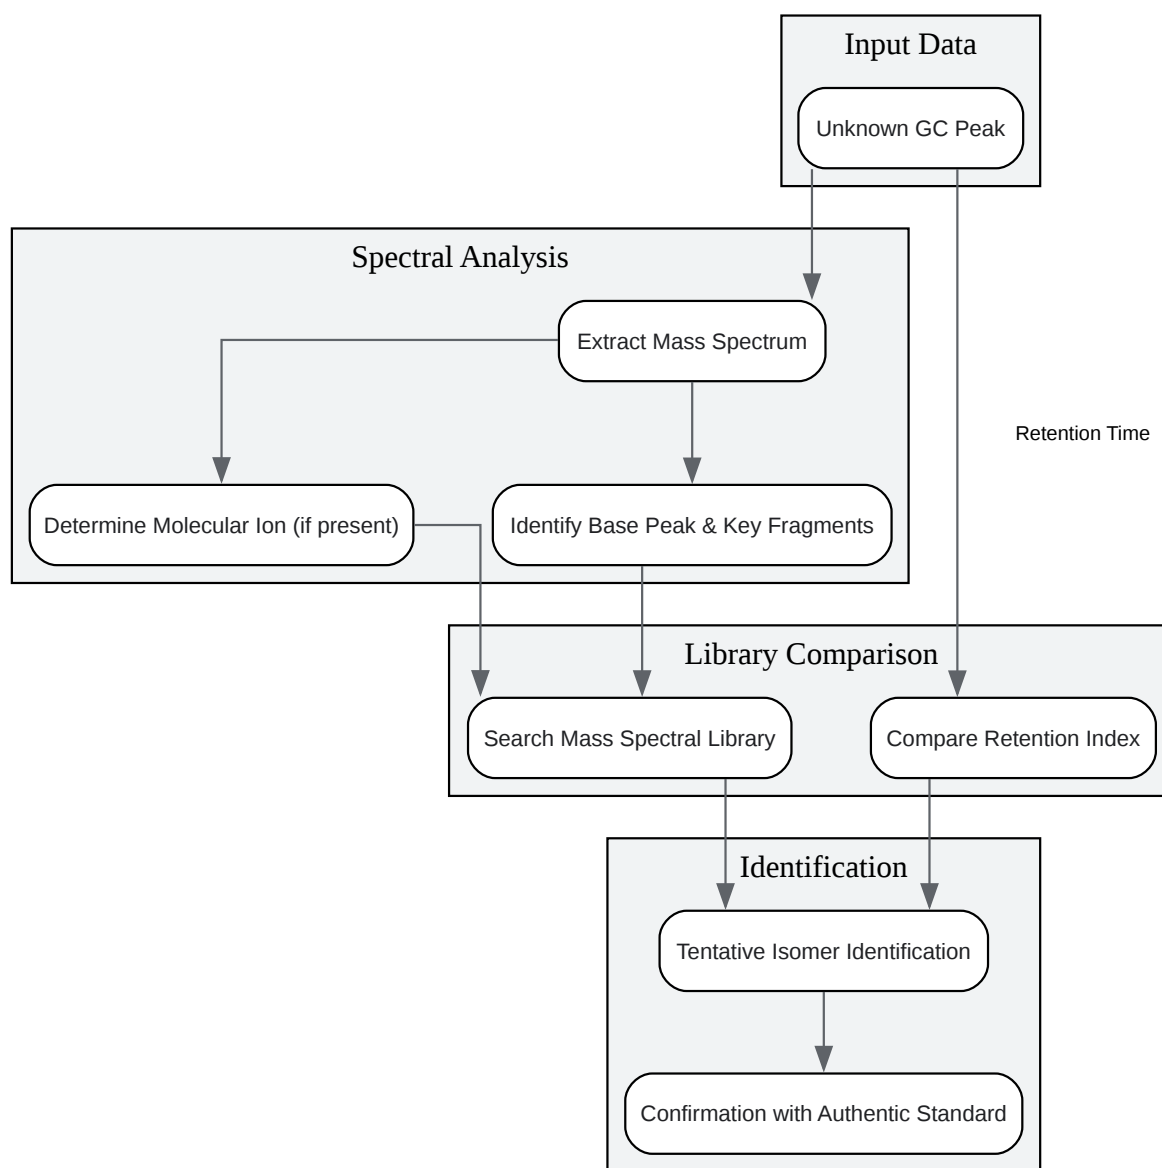 Input Data
Unknown GC Peak
Spectral Analysis
Extract Mass Spectrum
Retention Time
Determine Molecular Ion (if present)
Identify Base Peak & Key Fragments
Library Comparison
Search Mass Spectral Library
Compare Retention Index
Identification
Tentative Isomer Identification
Confirmation with Authentic Standard